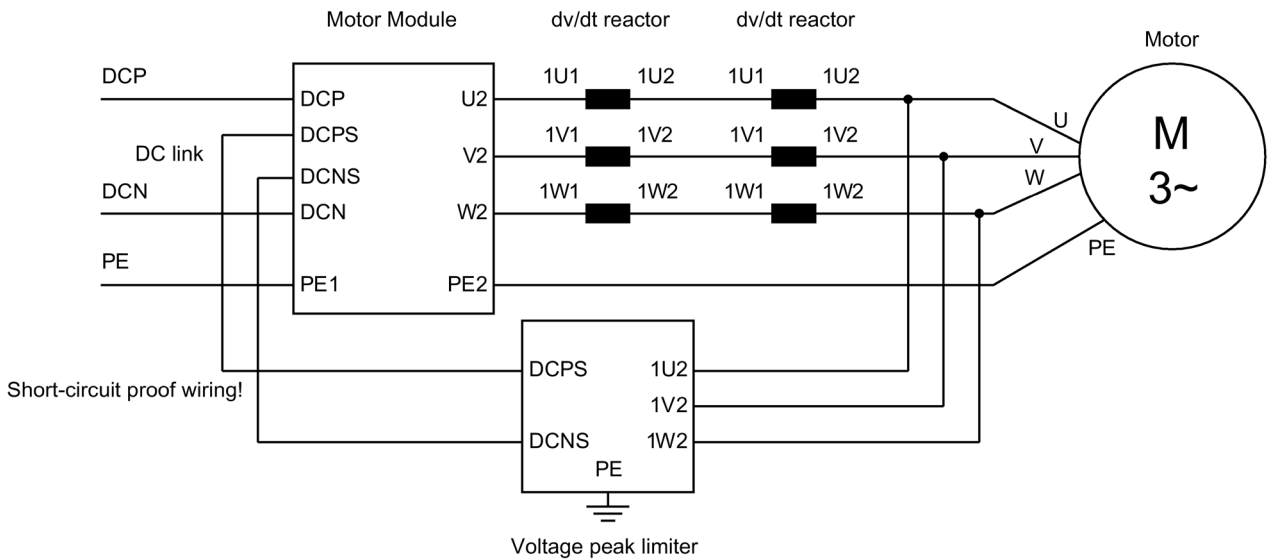 Motor Module
dv/dt reactor
dv/dt reactor
Motor
DCP
DCP
U2
1U1
1U2
1U1
1U2
U
DCPS
DC link
V2
1V1
1V2
1V1
1V2
V
M
3~
DCNS
DCN
DCN
W2
1W1
1W2
1W1
1W2
W
PE
PE
PE1
PE2
Short-circuit proof wiring!
DCPS
1U2
1V2
DCNS
1W2
PE
Voltage peak limiter